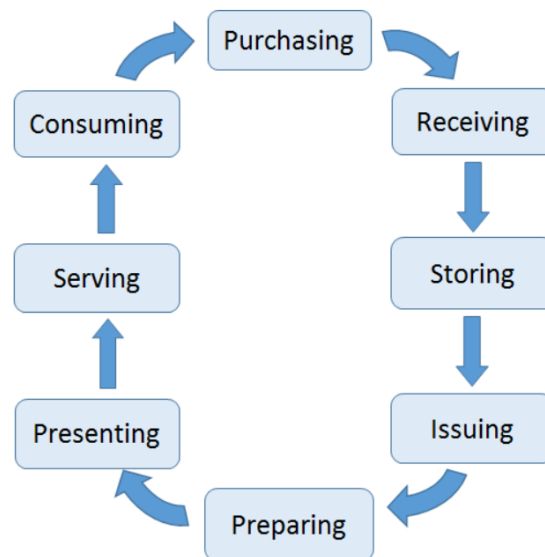 Purchasing
Receiving
Storing
Issuing
Preparing
Presenting
Serving
Consuming